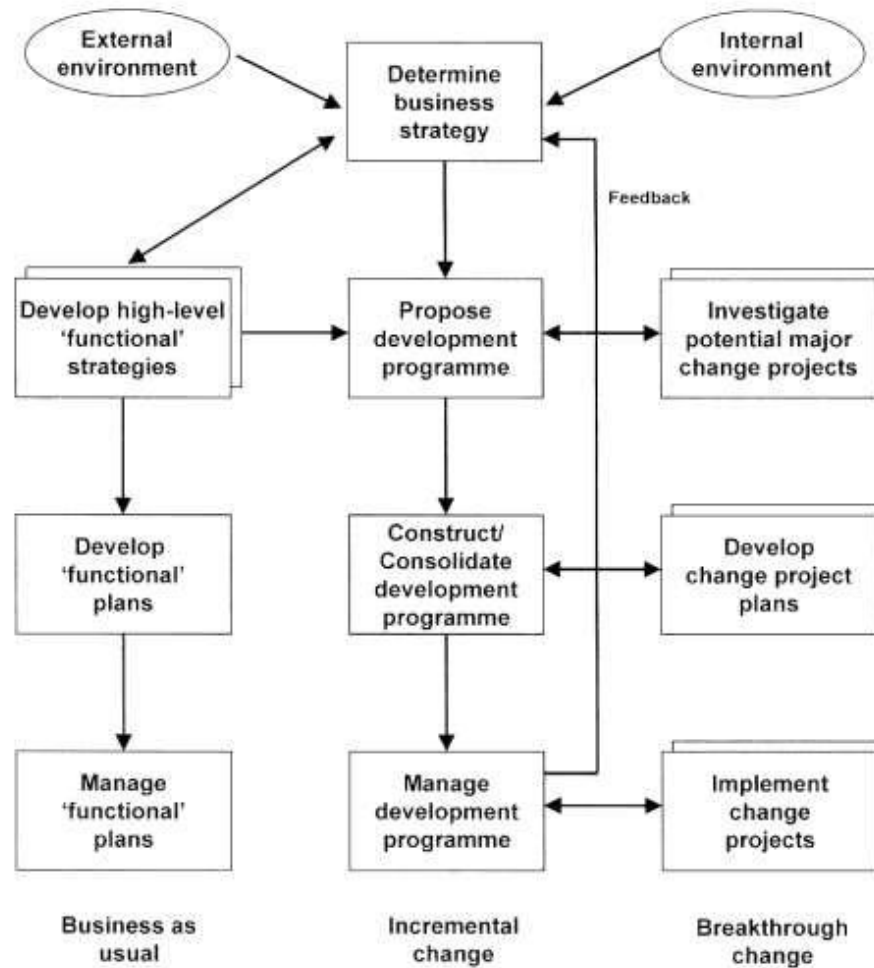 External
environment
Determine
business
strategy
Internal
environment
Feedback
Develop high-level
‘functional’
strategies
Propose
development
programme
Investigate
potential major
change projects
Develop
‘functional’
plans
Construct/
Consolidate
development
programme
Develop
change project
plans
Manage
‘functional’
plans
Manage
development
programme
Implement
change
projects
Business as
usual
Incremental
change
Breakthrough
change